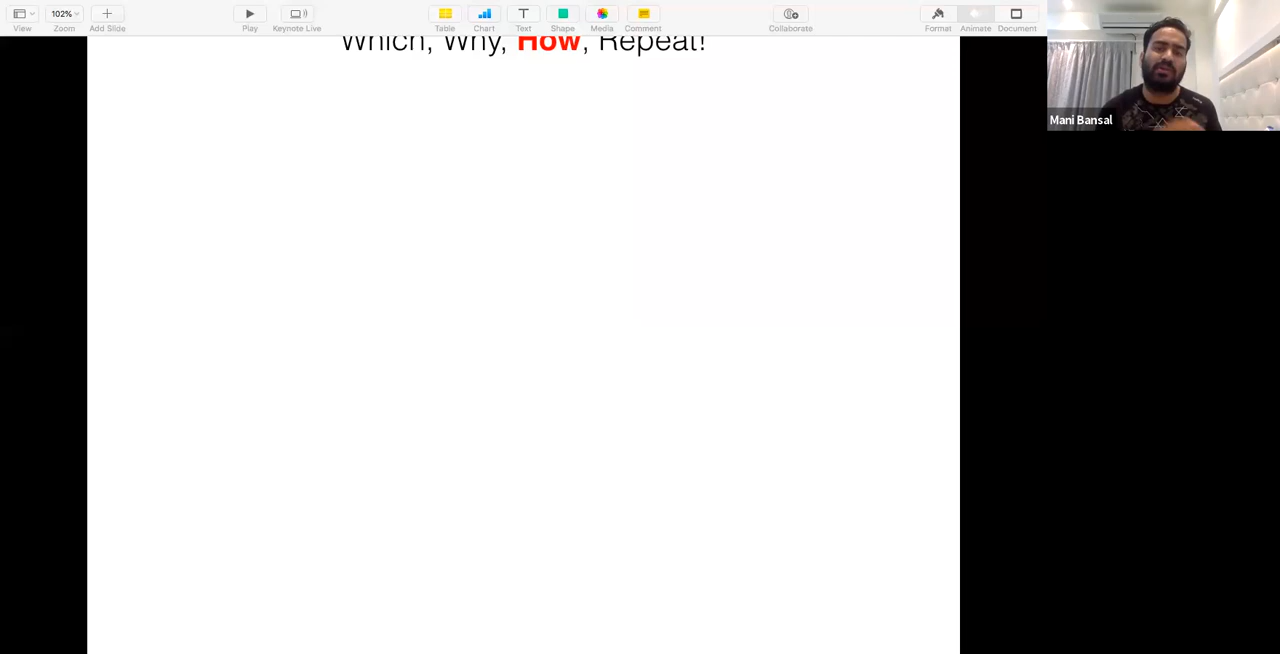 102%
View
Zoom
Add Slide
Play
Keynote Live
Table
Chart
Text
Shape
Media
Comment
Collaborate
Format
Animate
Document
Which, Why, How, Repeat!
Mani Bansal